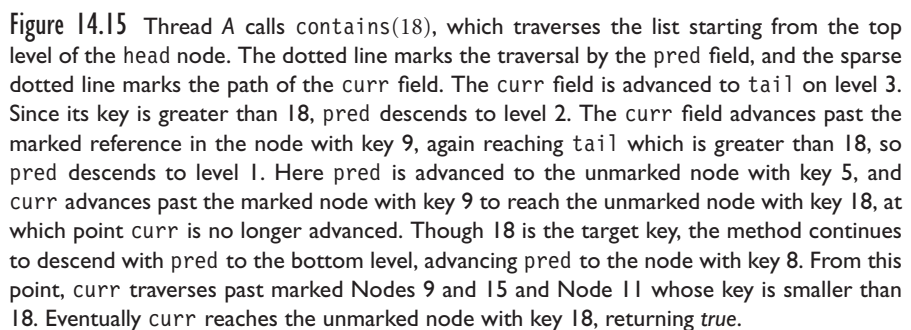 Figure 14.15 Thread A calls contains(18), which traverses the list starting from the top
level of the head node. The dotted line marks the traversal by the pred field, and the sparse
dotted line marks the path of the curr field. The curr field is advanced to tail on level 3.
Since its key is greater than 18, pred descends to level 2. The curr field advances past the
marked reference in the node with key 9, again reaching tail which is greater than 18, so
pred descends to level 1. Here pred is advanced to the unmarked node with key 5, and
curr advances past the marked node with key 9 to reach the unmarked node with key 18, at
which point curr is no longer advanced. Though 18 is the target key, the method continues
to descend with pred to the bottom level, advancing pred to the node with key 8. From this
point, curr traverses past marked Nodes 9 and 15 and Node 11 whose key is smaller than
18. Eventually curr reaches the unmarked node with key 18, returning true.